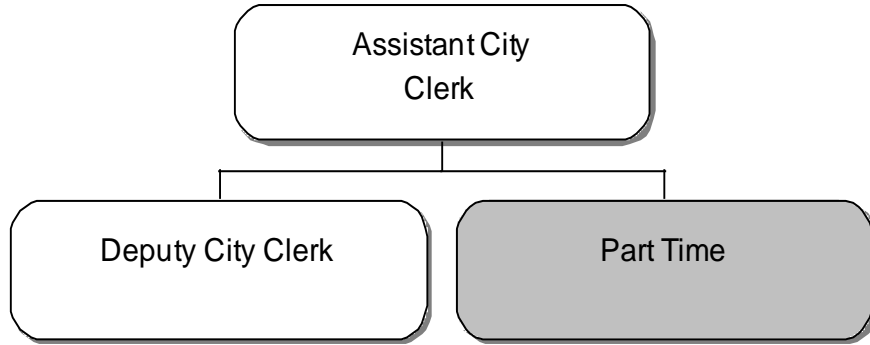 Assistant City
Clerk
Deputy City Clerk
Part Time